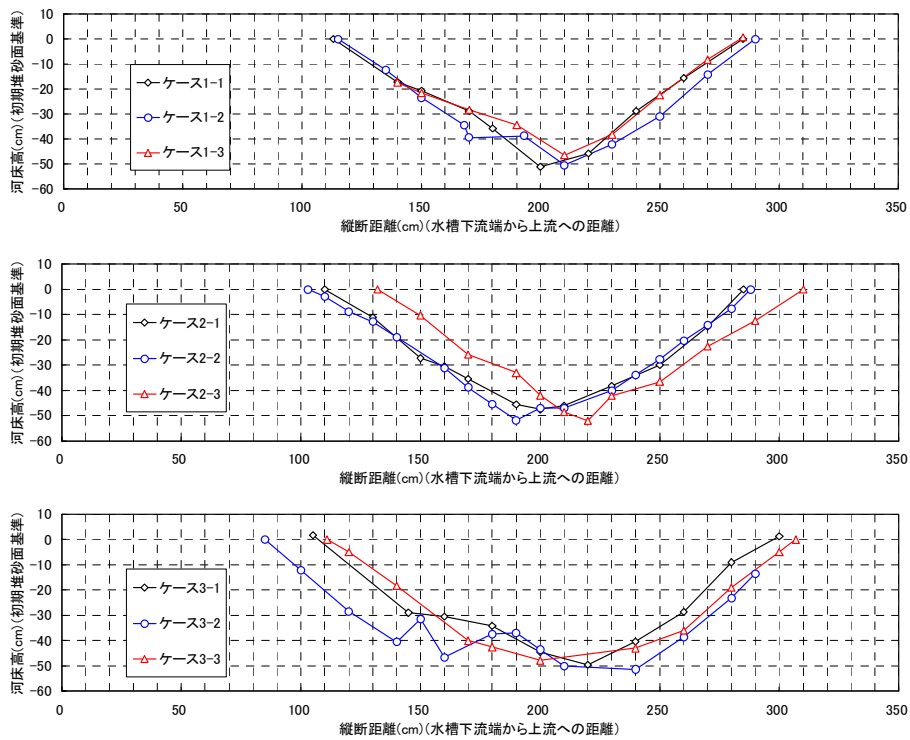 河床高(cm)(初期堆砂面基準)
10
0
−10
−20
−30
−40
−50
−60
ケース1-1
ケース1-2
ケース1-3
0 50 100 150 200 250 300 350
縦断距離(cm)(水槽下流端から上流への距離)
河床高(cm)(初期堆砂面基準)
10
0
−10
−20
−30
−40
−50
−60
ケース2-1
ケース2-2
ケース2-3
0 50 100 150 200 250 300 350
縦断距離(cm)(水槽下流端から上流への距離)
河床高(cm)(初期堆砂面基準)
10
0
−10
−20
−30
−40
−50
−60
ケース3-1
ケース3-2
ケース3-3
0 50 100 150 200 250 300 350
縦断距離(cm)(水槽下流端から上流への距離)